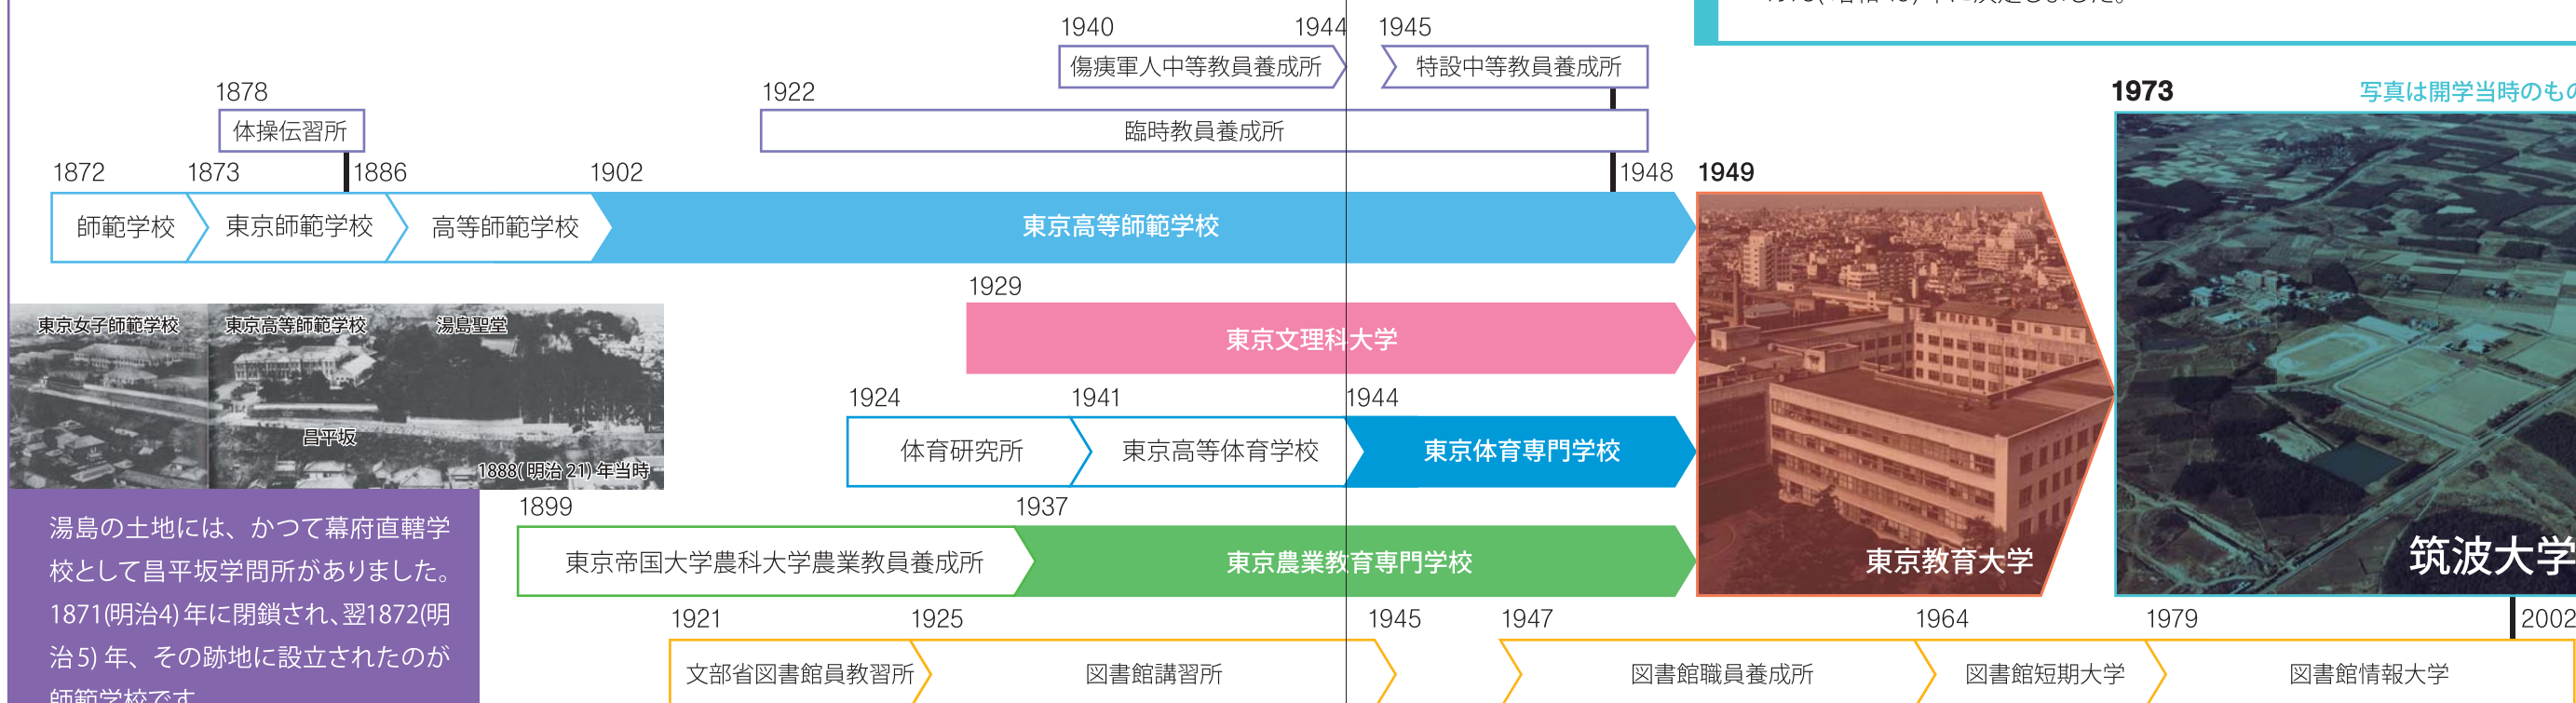 1940
1944
1945
傷痍軍人中等教員養成所
特設中等教員養成所
1973
写真は開学当時のも
1878
1922
体操伝習所
臨時教員養成所
1872
1873
1886
1902
1948
1949
師範学校
東京師範学校
高等師範学校
東京高等師範学校
1929
東京文理科大学
東京女子師範学校
東京高等師範学校
湯島聖堂
昌平坂
1888(明治21)年当時
1924
1941
1944
体育研究所
東京高等体育学校
東京体育専門学校
1899
1937
東京帝国大学農科大学農業教員養成所
東京農業教育専門学校
東京教育大学
筑波大学
湯島の土地には、かつて幕府直轄学
校として昌平坂学問所がありました。
1871(明治4)年に閉鎖され、翌1872(明
治5)年、その跡地に設立されたのが
師範学校です
1921
1925
1945
1947
1964
1979
2002
文部省図書館員教習所
図書館講習所
図書館職員養成所
図書館短期大学
図書館情報大学